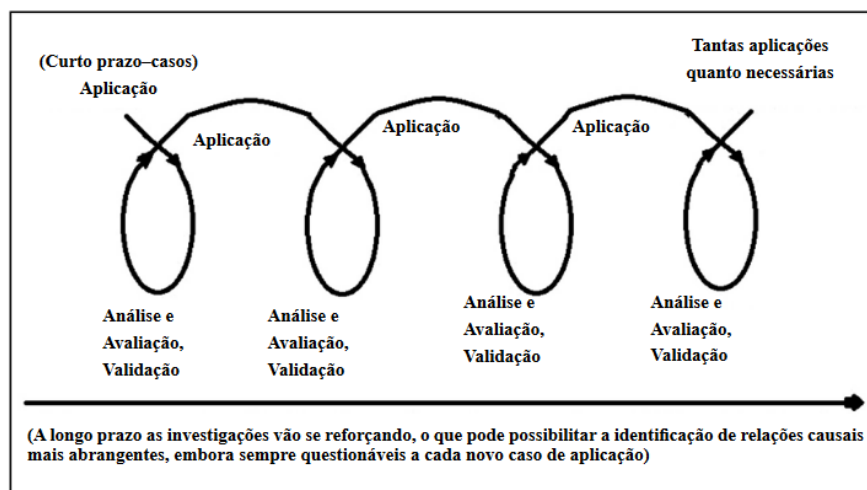 (Curto prazo–casos)
Aplicação
Tantas aplicações
quanto necessárias
Aplicação
Aplicação
Aplicação
Análise e
Avaliação,
Validação
Análise e
Avaliação,
Validação
Análise e
Avaliação,
Validação
Análise e
Avaliação,
Validação
(A longo prazo as investigações vão se reforçando, o que pode possibilitar a identificação de relações causais
mais abrangentes, embora sempre questionáveis a cada novo caso de aplicação)